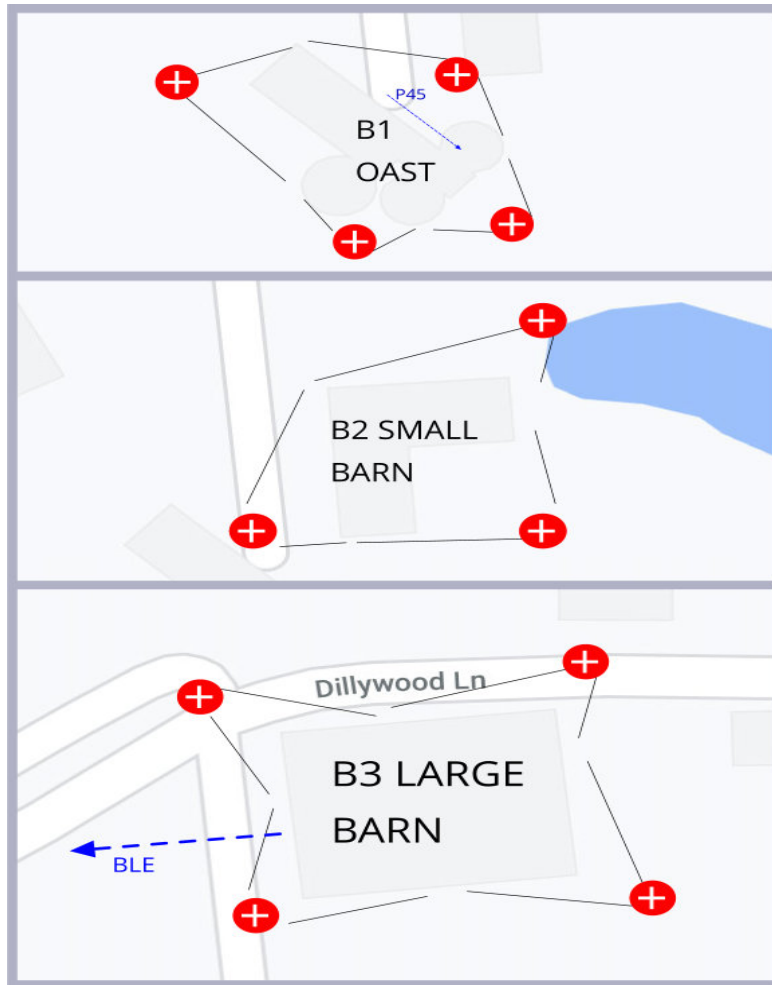 P45
B1
OAST
B2 SMALL
BARN
Dillywood Ln
B3 LARGE
BARN
BLE